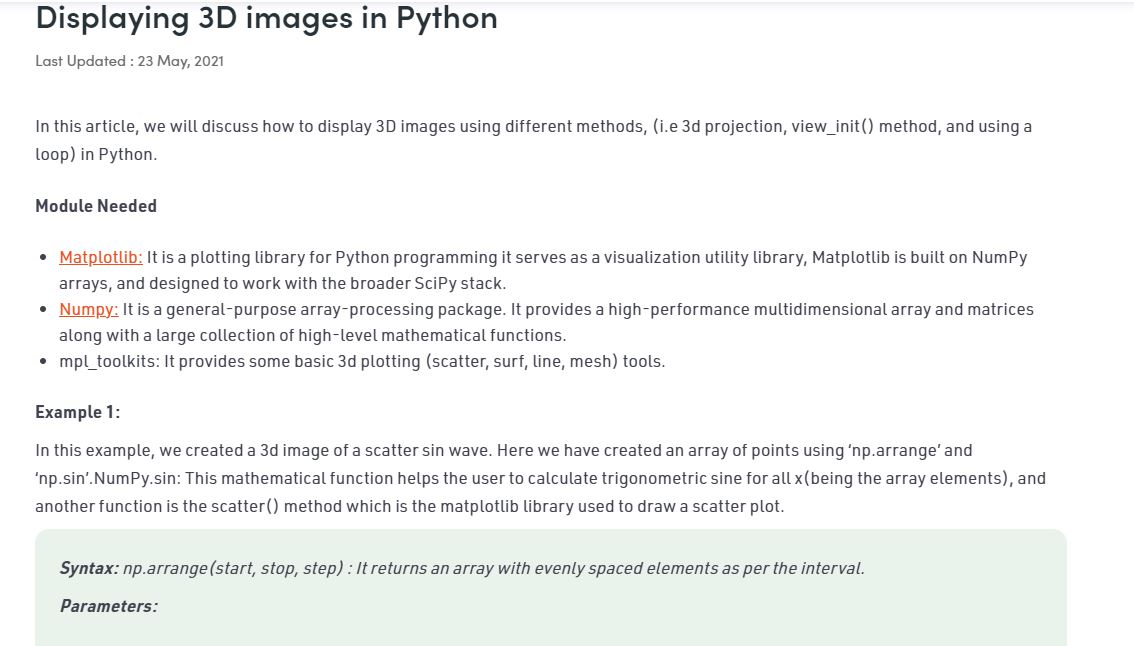 Displaying 3D images in Python
Last Updated : 23 May, 2021
In this article, we will discuss how to display 3D images using different methods, (i.e 3d projection, view_init() method, and using a
loop) in Python.
Module Needed
• Matplotlib: It is a plotting library for Python programming it serves as a visualization utility library, Matplotlib is built on NumPy
arrays, and designed to work with the broader SciPy stack.
• Numpy: It is a general-purpose array-processing package. It provides a high-performance multidimensional array and matrices
along with a large collection of high-level mathematical functions.
• mpl_toolkits: It provides some basic 3d plotting (scatter, surf, line, mesh) tools.
Example 1:
In this example, we created a 3d image of a scatter sin wave. Here we have created an array of points using ‘np.arrange’ and
‘np.sin’.NumPy.sin: This mathematical function helps the user to calculate trigonometric sine for all x(being the array elements), and
another function is the scatter() method which is the matplotlib library used to draw a scatter plot.
Syntax: np.arrange(start, stop, step) : It returns an array with evenly spaced elements as per the interval.
Parameters: